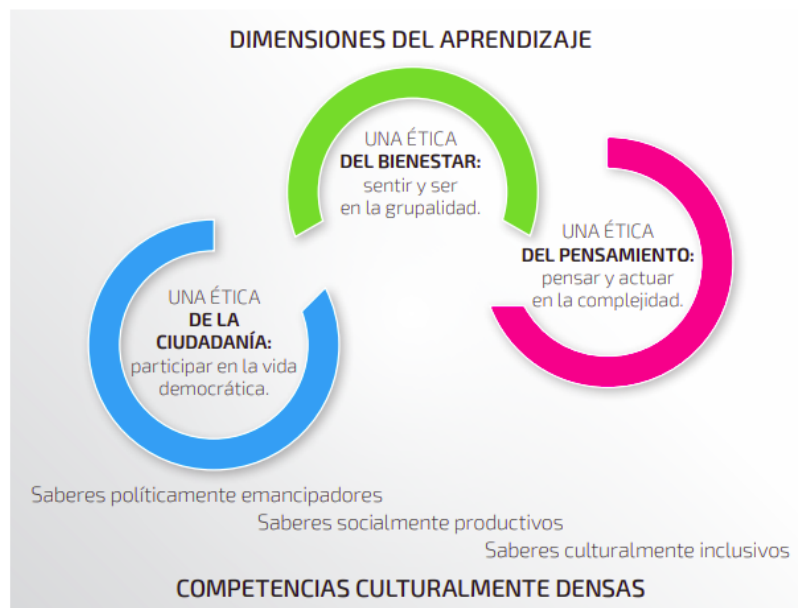 DIMENSIONES DEL APRENDIZAJE
UNA ÉTICA
DEL BIENESTAR:
sentir y ser
en la grupalidad.
UNA ÉTICA
DEL PENSAMIENTO:
pensar y actuar
en la complejidad.
UNA ÉTICA
DE LA
CIUDADANÍA:
participar en la vida
democrática.
Saberes políticamente emancipadores
Saberes socialmente productivos
Saberes culturalmente inclusivos
COMPETENCIAS CULTURALMENTE DENSAS